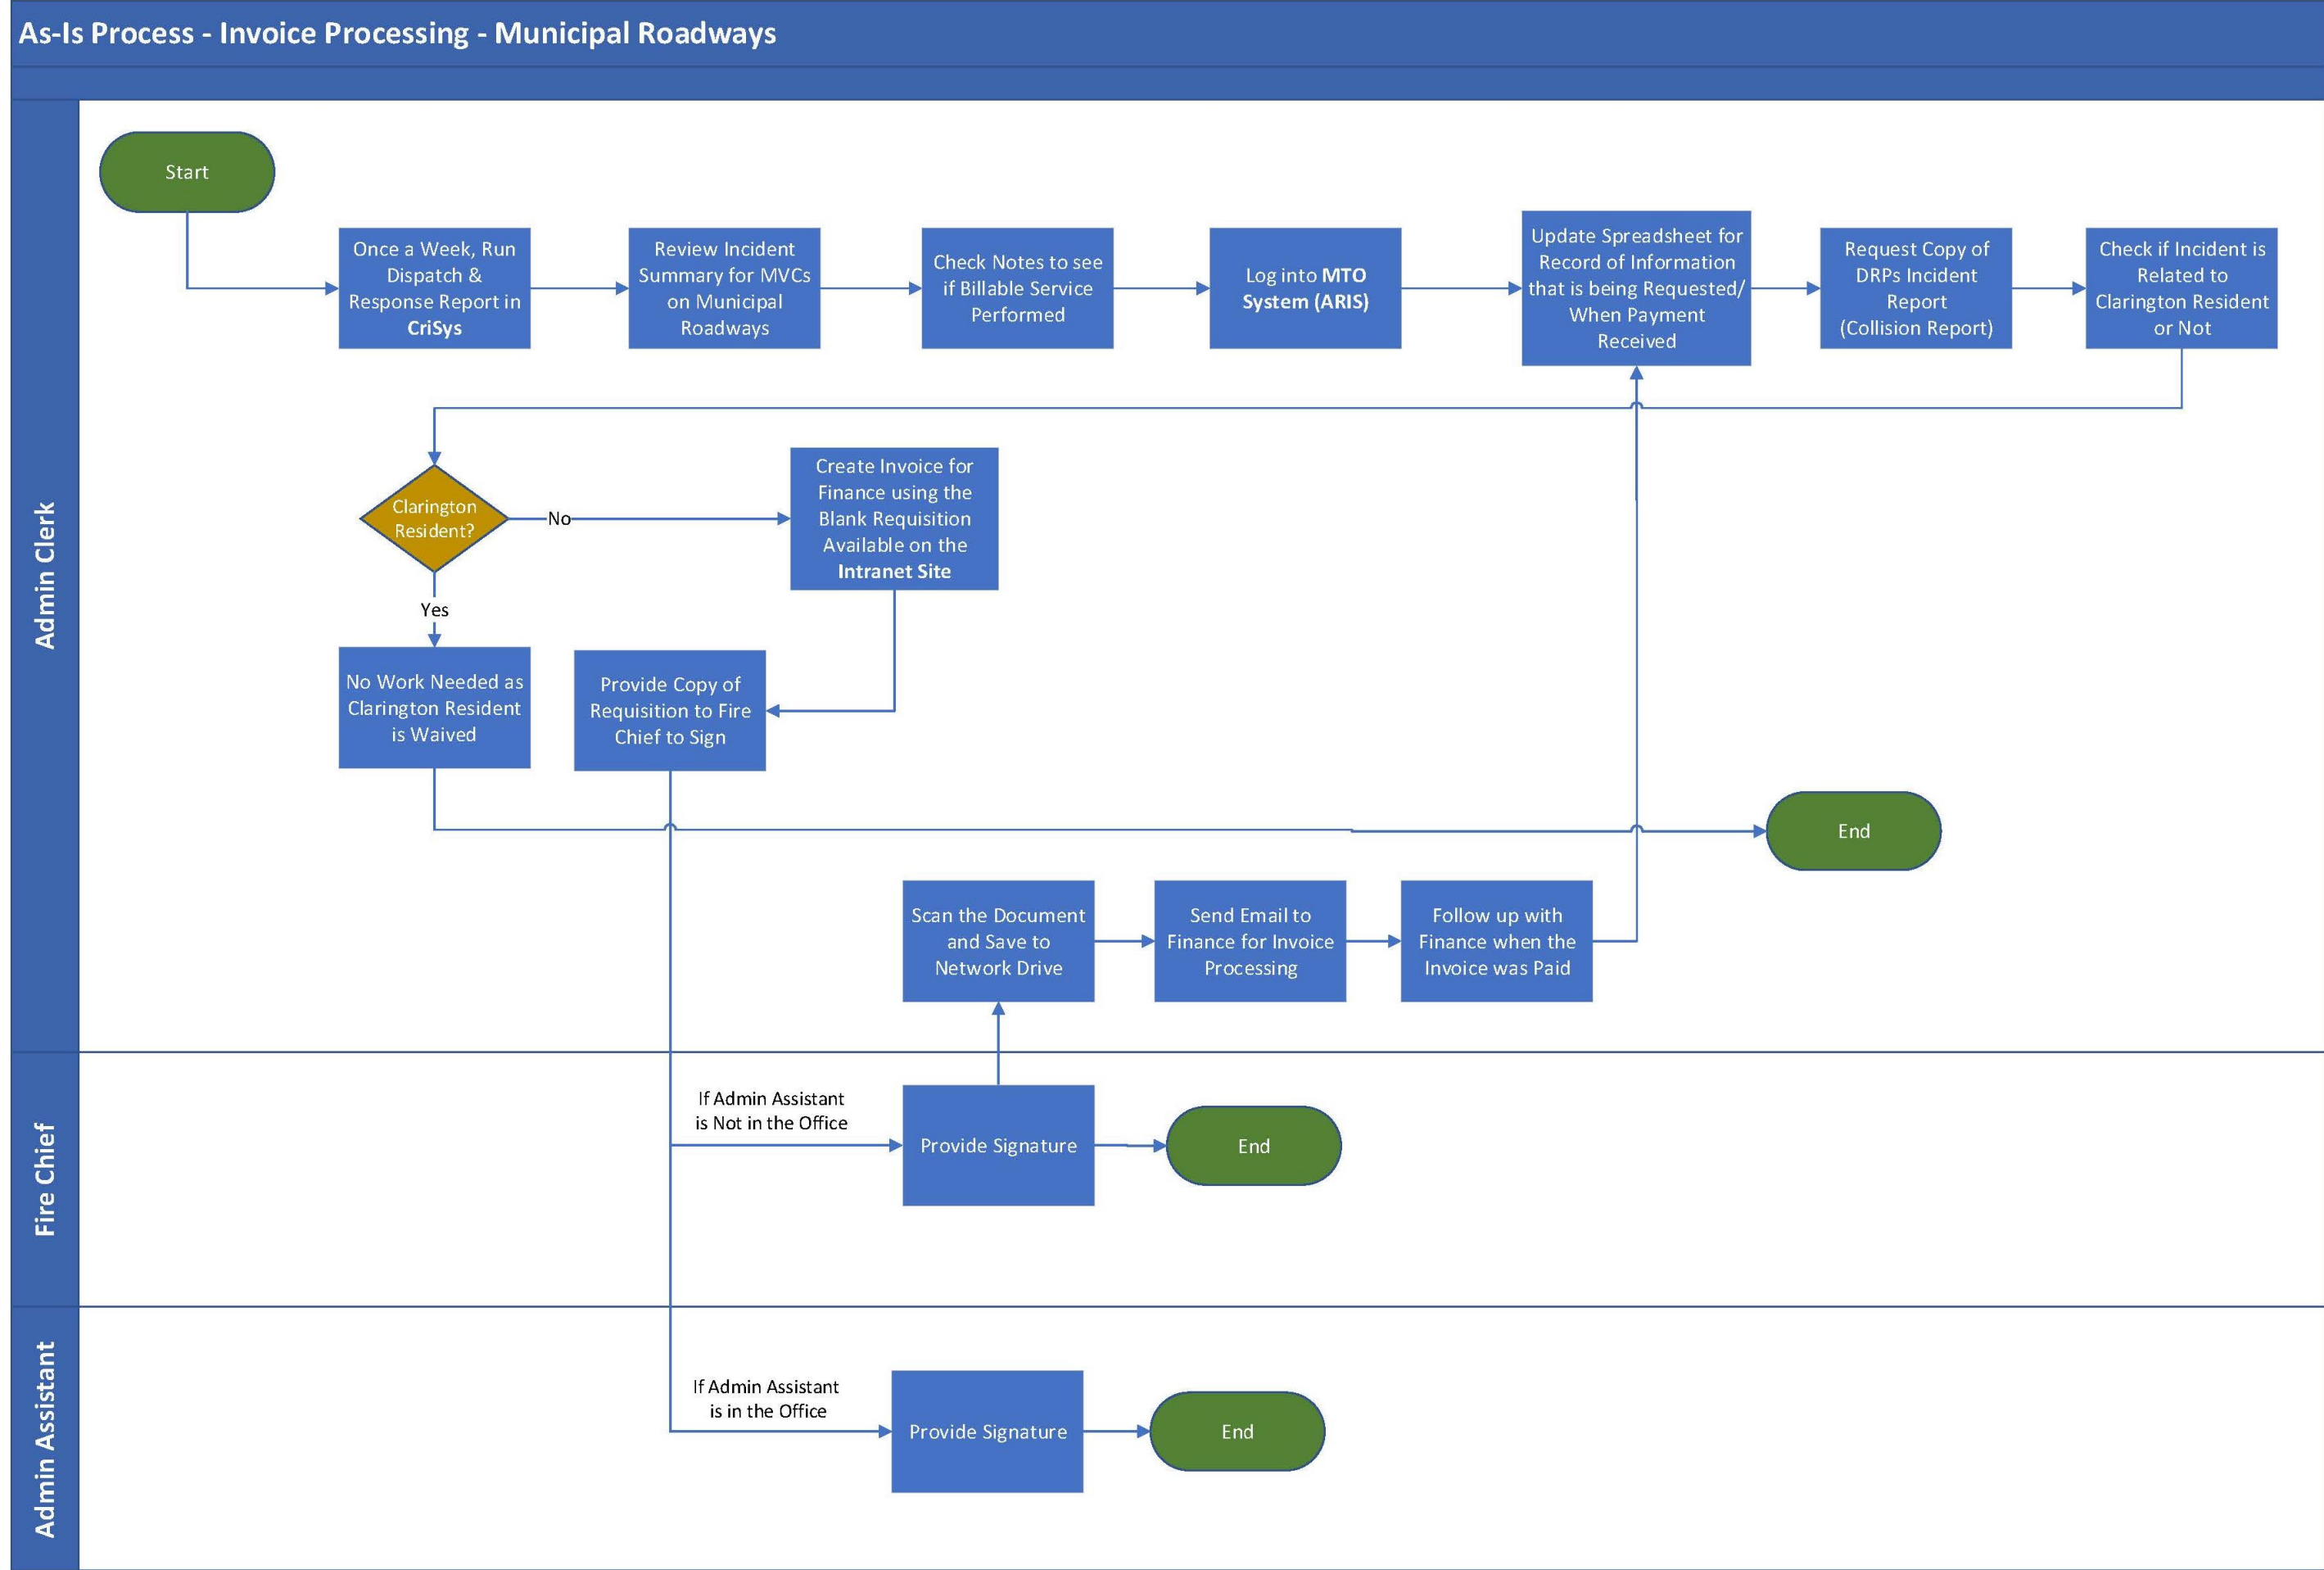 As-Is Process - Invoice Processing - Municipal Roadways
Admin Clerk
Start
Once a Week, Run
Dispatch &
Response Report in
CriSys
Review Incident
Summary for MVCs
on Municipal
Roadways
Check Notes to see
if Billable Service
Performed
Log into MTO
System (ARIS)
Update Spreadsheet for
Record of Information
that is being Requested/
When Payment
Received
Request Copy of
DRPs Incident
Report
(Collision Report)
Check if Incident is
Related to
Clarington Resident
or Not
Clarington
Resident?
No
Create Invoice for
Finance using the
Blank Requisition
Available on the
Intranet Site
Yes
No Work Needed as
Clarington Resident
is Waived
Provide Copy of
Requisition to Fire
Chief to Sign
End
Scan the Document
and Save to
Network Drive
Send Email to
Finance for Invoice
Processing
Follow up with
Finance when the
Invoice was Paid
Fire Chief
If Admin Assistant
is Not in the Office
Provide Signature
End
Admin Assistant
If Admin Assistant
is in the Office
Provide Signature
End